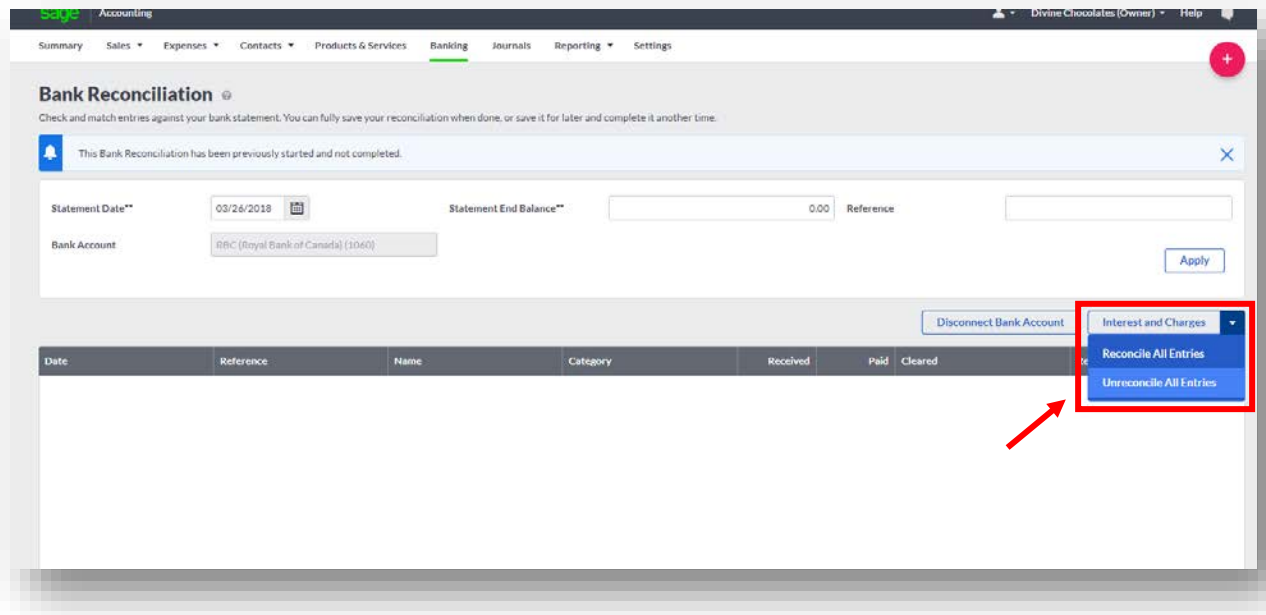 sage Accounting Divine Chocolates (Owner) Help
Summary Sales Expenses Contacts Products & Services Banking Journals Reporting Settings
+
Bank Reconciliation
Check and match entries against your bank statement. You can fully save your reconciliation when done, or save it for later and complete it another time.
This Bank Reconciliation has been previously started and not completed.
Statement Date** 03/26/2018 Statement End Balance** 0.00 Reference
Bank Account RBC (Royal Bank of Canada) (1060)
Apply
Disconnect Bank Account Interest and Charges
Date Reference Name Category Received Paid Cleared
Reconcile All Entries
Unreconcile All Entries